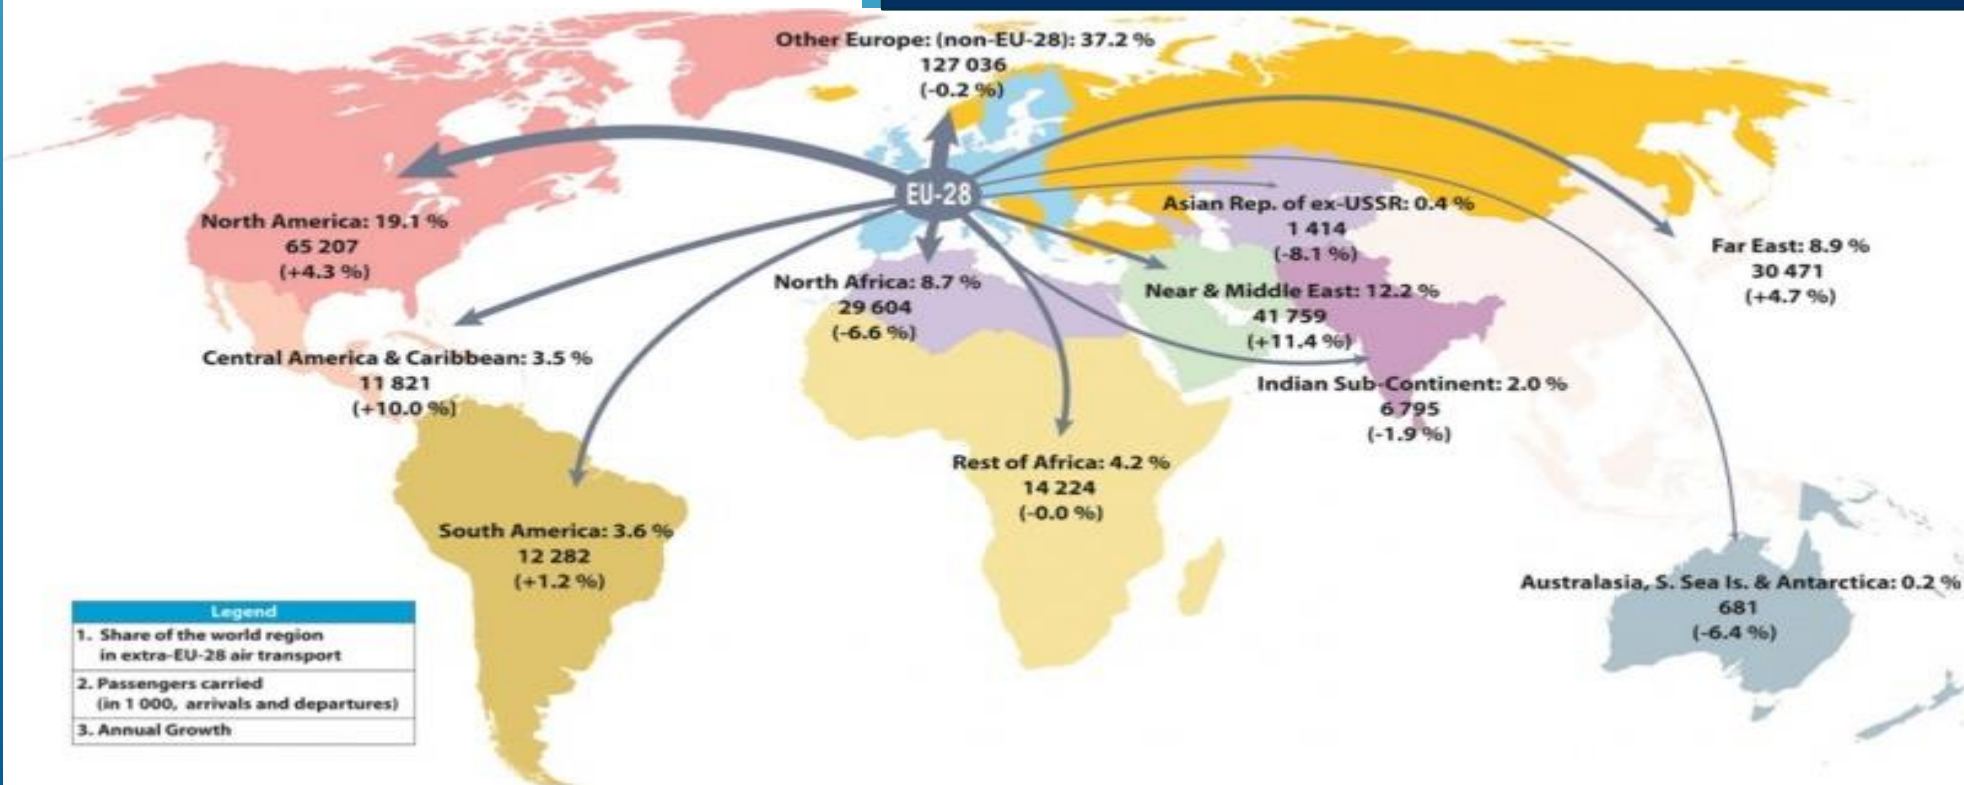 Other Europe: (non-EU-28): 37.2 %
127 036
(-0.2 %)
EU-28
North America: 19.1 %
65 207
(+4.3 %)
Asian Rep. of ex-USSR: 0.4 %
1 414
(-8.1 %)
Far East: 8.9 %
30 471
(+4.7 %)
North Africa: 8.7 %
29 604
(-6.6 %)
Near & Middle East: 12.2 %
41 759
(+11.4 %)
Central America & Caribbean: 3.5 %
11 821
(+10.0 %)
Indian Sub-Continent: 2.0 %
6 795
(-1.9 %)
Rest of Africa: 4.2 %
14 224
(-0.0 %)
South America: 3.6 %
12 282
(+1.2 %)
Australasia, S. Sea Is. & Antarctica: 0.2 %
681
(-6.4 %)
Legend
1. Share of the world region
in extra-EU-28 air transport
2. Passengers carried
(in 1 000, arrivals and departures)
3. Annual Growth